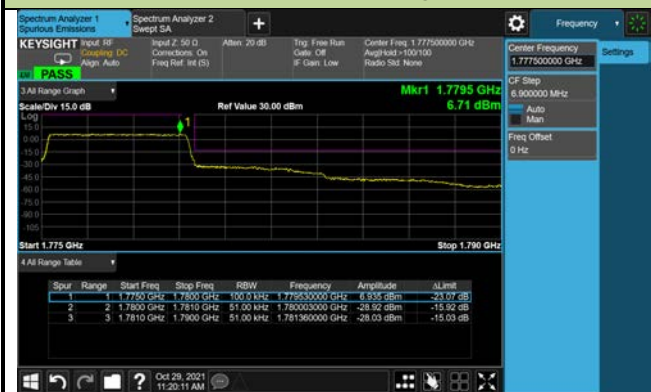 Spectrum Analyzer 1
Spurious Emissions
Spectrum Analyzer 2
Swept SA
+
Frequency
KEYSIGHT
Input: RF
Coupling: DC
Align: Auto
Input Z: 50 Ω
Corrections: On
Freq Ref: Int (S)
Atten: 20 dB
Trig: Free Run
Gate: Off
IF Gain: Low
Center Freq: 1.777500000 GHz
Avg|Hold:>100/100
Radio Std: None
PASS
Center Frequency
1.777500000 GHz
Settings
CF Step
6.900000 MHz
Auto
Man
Freq Offset
0 Hz
3 All Range Graph
Mkr1 1.7795 GHz
Scale/Div 15.0 dB
Ref Value 30.00 dBm
6.71 dBm
Log
15.0
0.00
-15.0
-30.0
-45.0
-60.0
-75.0
-90.0
-105
1
Start 1.775 GHz
Stop 1.790 GHz
4 All Range Table
Spur Range Start Freq Stop Freq RBW Frequency Amplitude ΔLimit
1 1 1.7750 GHz 1.7800 GHz 100.0 kHz 1.779530000 GHz 6.935 dBm -23.07 dB
2 2 1.7800 GHz 1.7810 GHz 51.00 kHz 1.780003000 GHz -28.92 dBm -15.92 dB
3 3 1.7810 GHz 1.7900 GHz 51.00 kHz 1.781360000 GHz -28.03 dBm -15.03 dB
?
Oct 29, 2021
11:20:11 AM